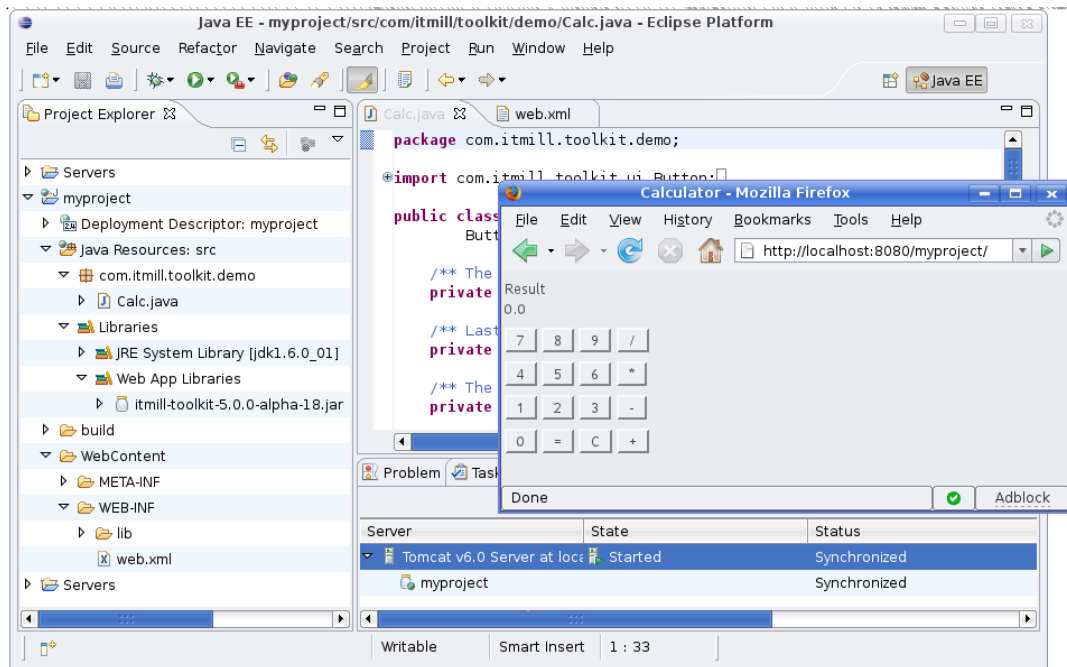 Java EE - myproject/src/com/itmill/toolkit/demo/Calc.java - Eclipse Platform
File Edit Source Refactor Navigate Search Project Run Window Help
Java EE
Project Explorer
Servers
myproject
Deployment Descriptor: myproject
Java Resources: src
com.itmill.toolkit.demo
Calc.java
Libraries
JRE System Library [jdk1.6.0_01]
Web App Libraries
itmill-toolkit-5.0.0-alpha-18.jar
build
WebContent
META-INF
WEB-INF
lib
web.xml
Servers
Calc.java web.xml
package com.itmill.toolkit.demo;
import com.itmill.toolkit.ui.Button;
public class
Butt
/** The
private
/** Last
private
/** The
private
Calculator - Mozilla Firefox
File Edit View History Bookmarks Tools Help
http://localhost:8080/myproject/
Result
0.0
7 8 9 /
4 5 6 *
1 2 3 -
0 = C +
Done Adblock
Problem Task
Server State Status
Tomcat v6.0 Server at loca Started Synchronized
myproject Synchronized
Writable Smart Insert 1 : 33